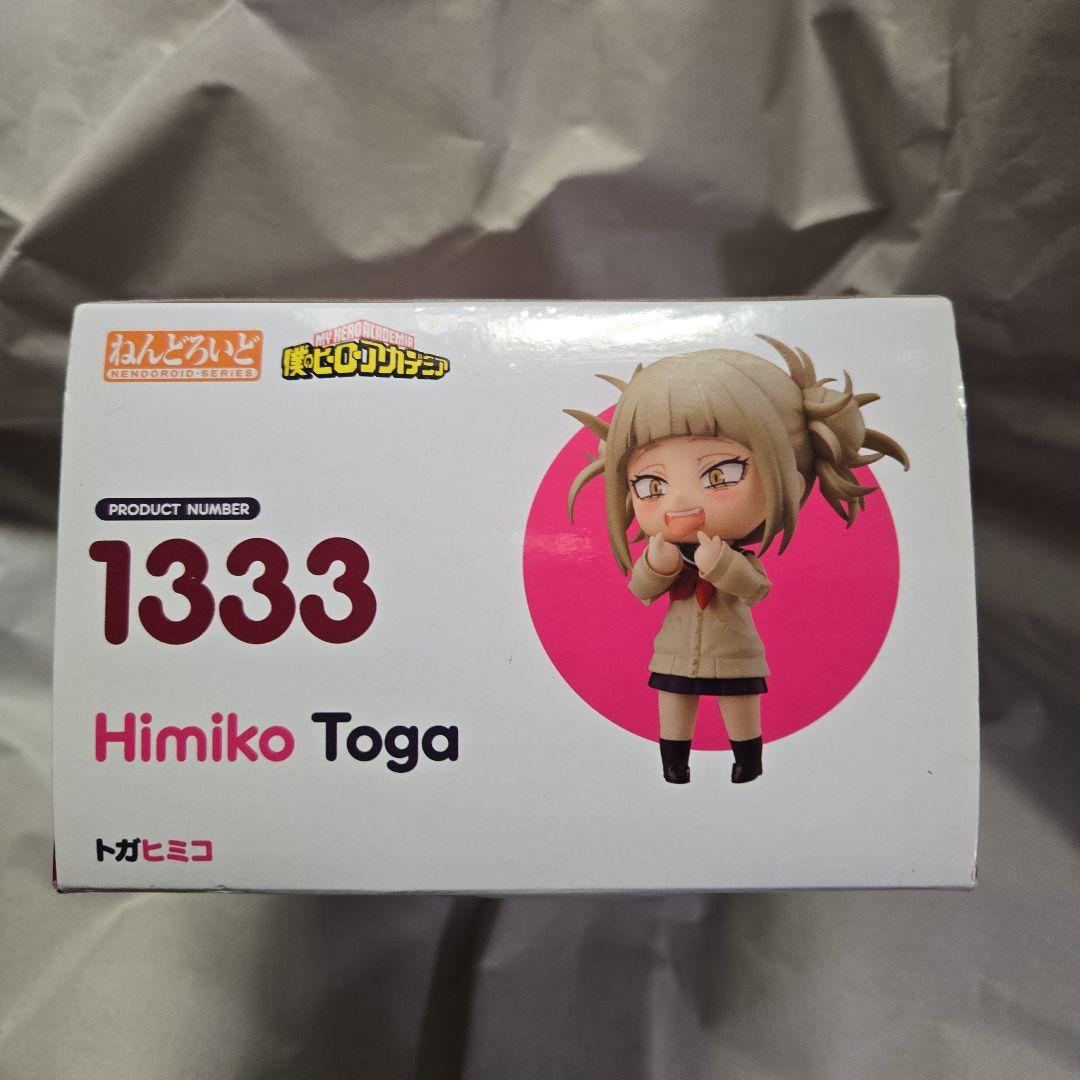 ねんどろいど
NENDOROID-SERIES
MY HERO ACADEMIA
僕のヒーローアカデミア
PRODUCT NUMBER
1333
Himiko Toga
トガヒミコ